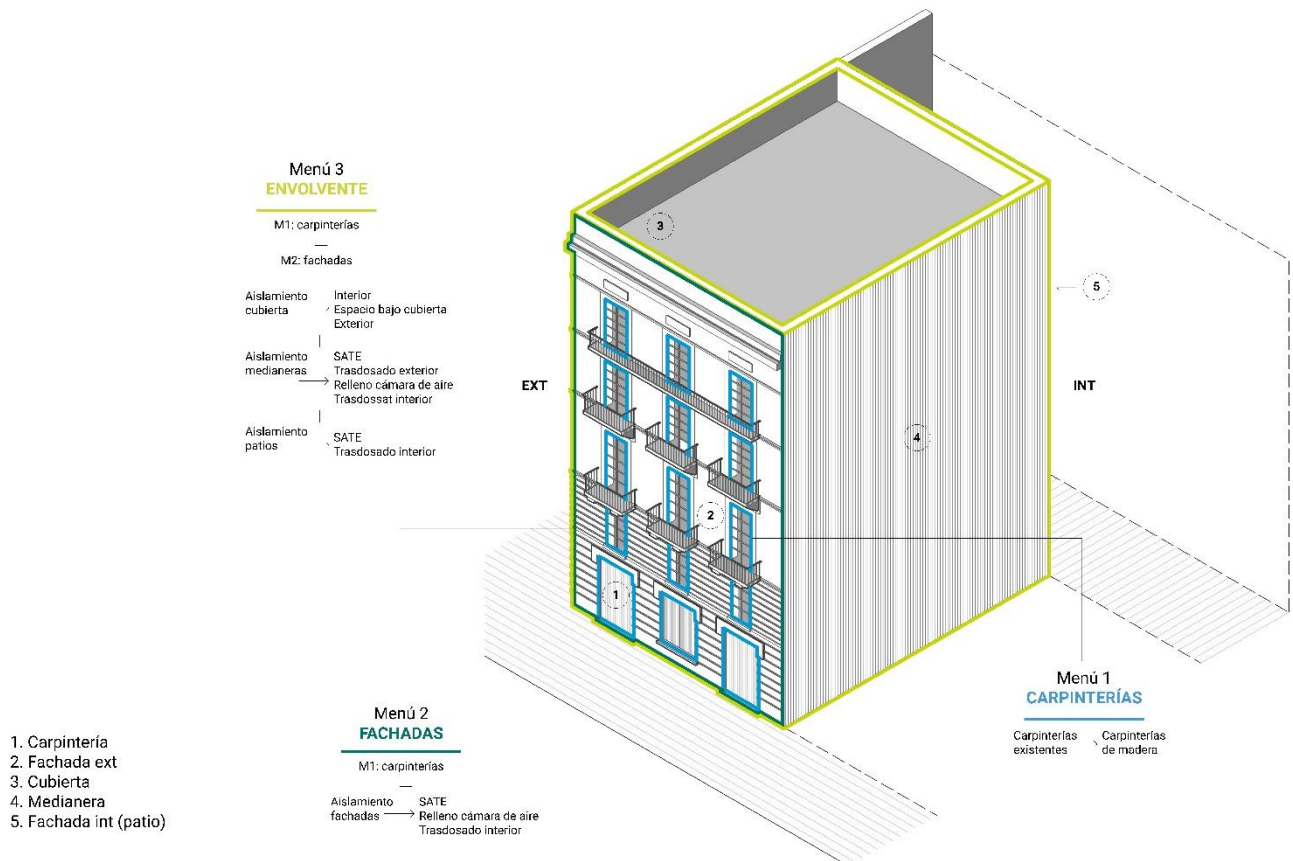 Menú 3
ENVOLVENTE
M1: carpinterías
M2: fachadas
Aislamiento
cubierta
Interior
Espacio bajo cubierta
Exterior
Aislamiento
medianeras
SATE
Trasdosado exterior
Relleno cámara de aire
Trasdossat interior
Aislamiento
patios
SATE
Trasdosado interior
EXT
INT
3
5
4
2
1
Menú 1
CARPINTERÍAS
Carpinterías
existentes
Carpinterías
de madera
Menú 2
FACHADAS
M1: carpinterías
Aislamiento
fachadas
SATE
Relleno cámara de aire
Trasdosado interior
1. Carpintería
2. Fachada ext
3. Cubierta
4. Medianera
5. Fachada int (patio)